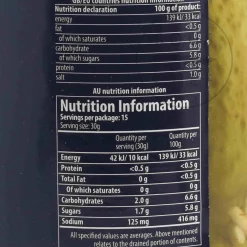 GB/EU countries nutrition information
Nutrition declaration 100 g of product:
energy 139 kJ/33 kcal
fat <0.5 g
of which saturates 0 g
carbohydrate 6.6 g
of which sugars 5.8 g
protein <0.5 g
salt 1.0 g
AU nutrition information
Nutrition Information
Servings per package: 15
Serving size: 30g
Quantity per serving (30g) Quantity per 100g
Energy 42 kJ/ 10 kcal 139 kJ/ 33 kcal
Protein <0.5 g <0.5 g
Total Fat <0.5 g <0.5 g
Of which saturates 0 g 0 g
Carbohydrates 2.0 g 6.6 g
Sugars 1.7 g 5.8 g
Sodium 125 mg 416 mg
All specified values are averages. Above mentioned
relates to the drained portion of contents.